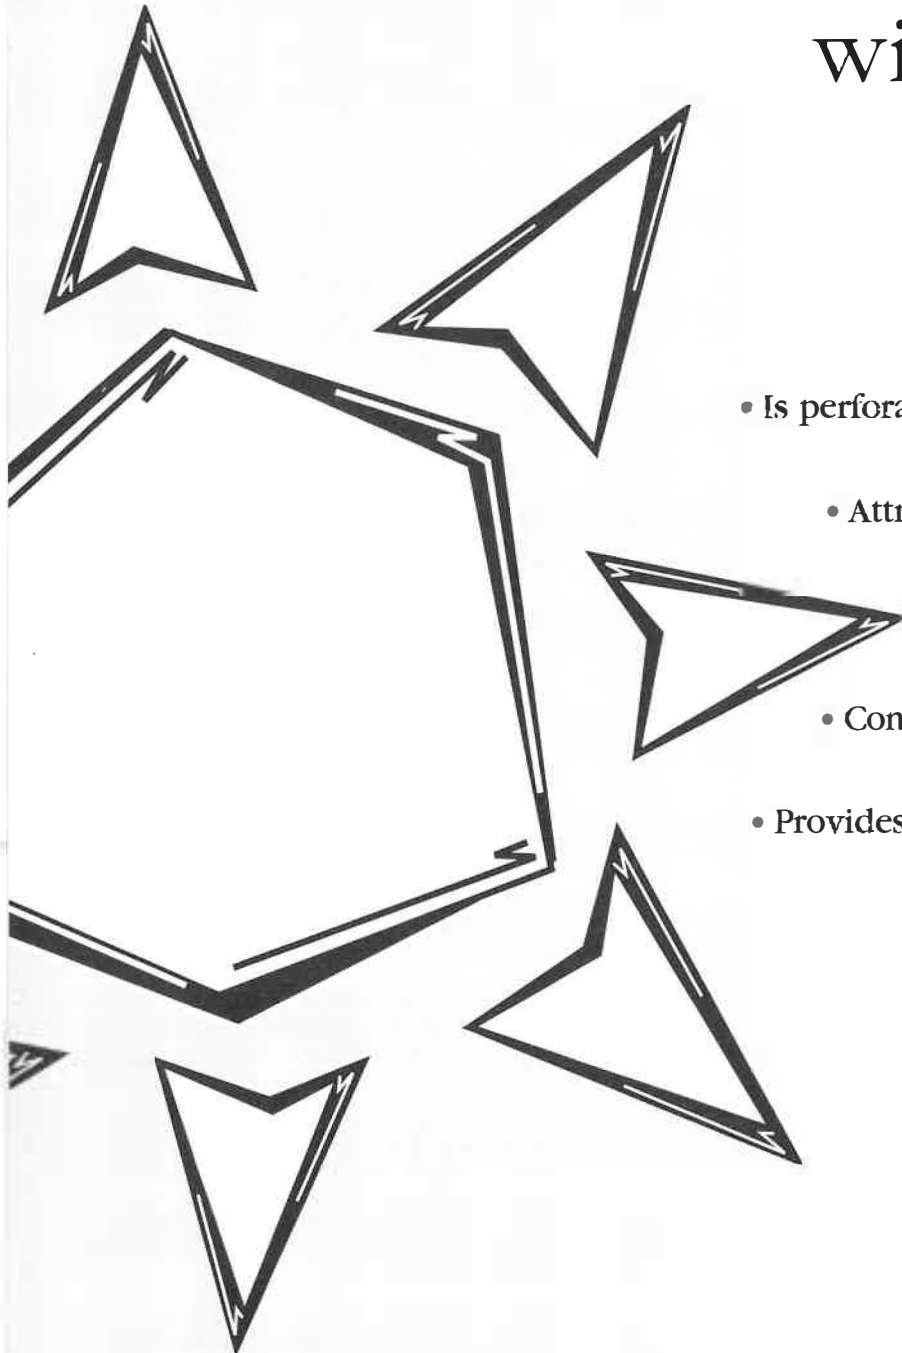 wi
• Is perfora
• Attr
• Con
• Provides